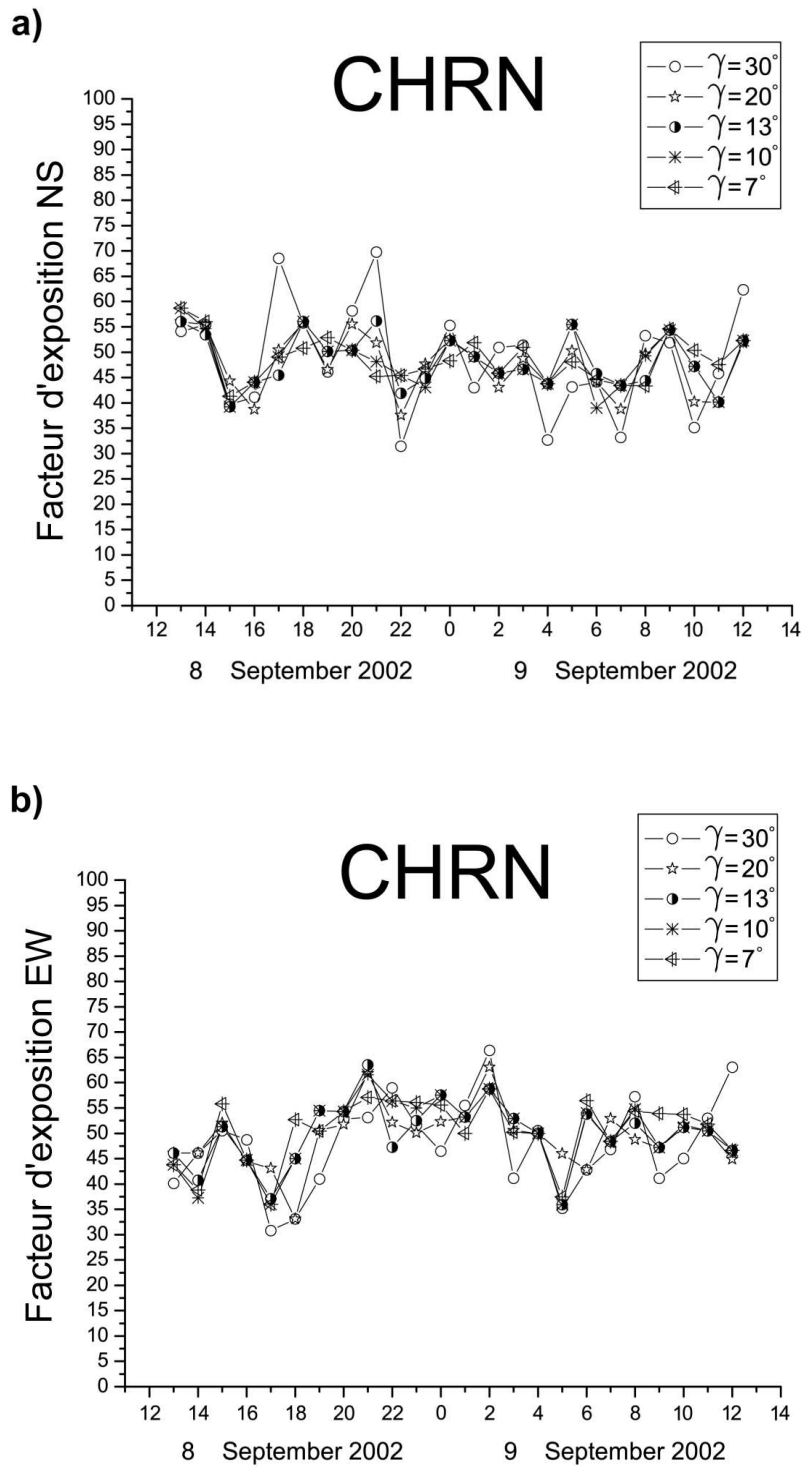 a)
CHRN
γ=30°
γ=20°
γ=13°
γ=10°
γ=7°
Facteur d'exposition NS
100
95
90
85
80
75
70
65
60
55
50
45
40
35
30
25
20
15
10
5
0
12 14 16 18 20 22 0 2 4 6 8 10 12 14
8 September 2002 9 September 2002
b)
CHRN
γ=30°
γ=20°
γ=13°
γ=10°
γ=7°
Facteur d'exposition EW
100
95
90
85
80
75
70
65
60
55
50
45
40
35
30
25
20
15
10
5
0
12 14 16 18 20 22 0 2 4 6 8 10 12 14
8 September 2002 9 September 2002